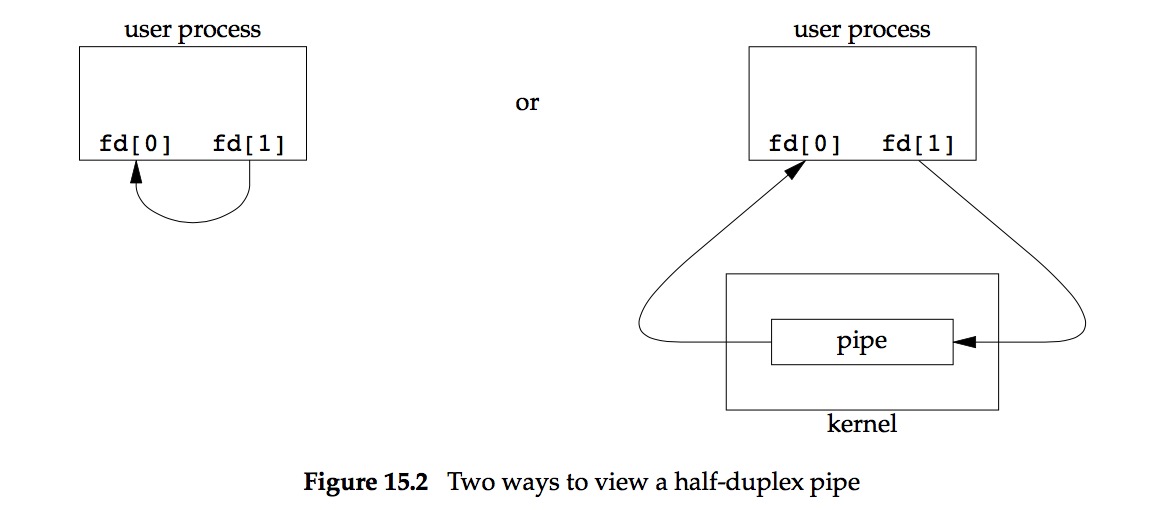 user process
fd[0] fd[1]
or
user process
fd[0] fd[1]
pipe
kernel
Figure 15.2 Two ways to view a half-duplex pipe